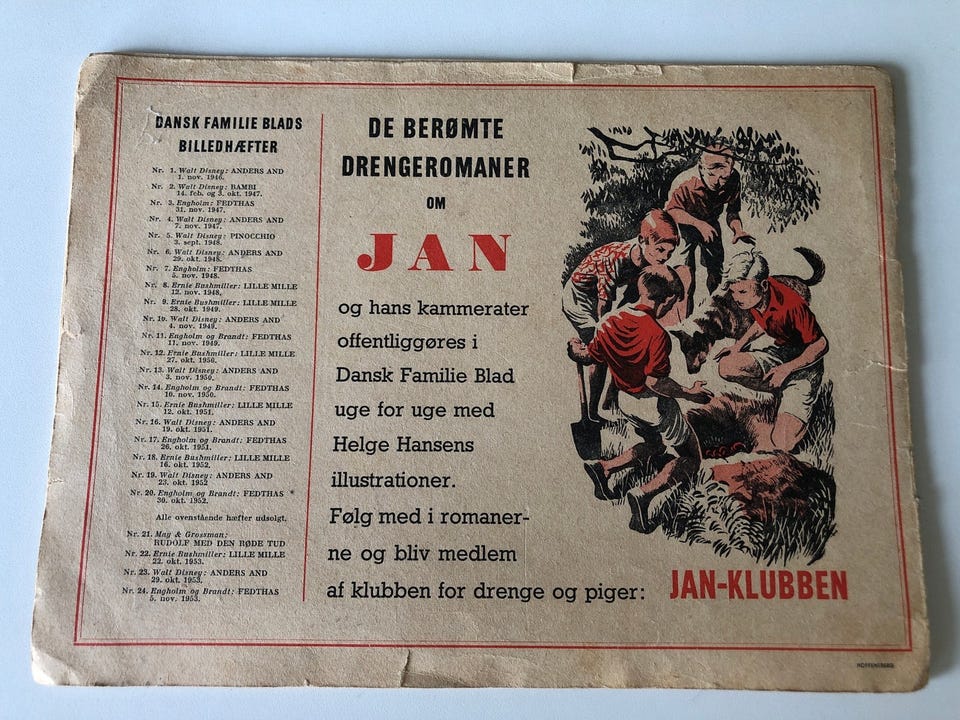 DANSK FAMILIE BLADS
BILLEDHÆFTER
Nr. 1. Walt Disney: ANDERS AND
1. nov. 1946.
Nr. 2. Walt Disney: BAMBI
14. feb. og 3. okt. 1947.
Nr. 3. Engholm: FEDTHAS
31. nov. 1947.
Nr. 4. Walt Disney: ANDERS AND
7. nov. 1947.
Nr. 5. Walt Disney: PINOCCHIO
3. sept. 1948.
Nr. 6. Walt Disney: ANDERS AND
29. okt. 1948.
Nr. 7. Engholm: FEDTHAS
5. nov. 1948.
Nr. 8. Ernie Bushmiller: LILLE MILLE
12. nov. 1948.
Nr. 9. Ernie Bushmiller: LILLE MILLE
28. okt. 1949.
Nr. 10. Walt Disney: ANDERS AND
4. nov. 1949.
Nr. 11. Engholm og Brandt: FEDTHAS
11. nov. 1949.
Nr. 12. Ernie Bushmiller: LILLE MILLE
27. okt. 1950.
Nr. 13. Walt Disney: ANDERS AND
3. nov. 1950.
Nr. 14. Engholm og Brandt: FEDTHAS
10. nov. 1950.
Nr. 15. Ernie Bushmiller: LILLE MILLE
12. okt. 1951.
Nr. 16. Walt Disney: ANDERS AND
19. okt. 1951.
Nr. 17. Engholm og Brandt: FEDTHAS
26. okt. 1951.
Nr. 18. Ernie Bushmiller: LILLE MILLE
16. okt. 1952.
Nr. 19. Walt Disney: ANDERS AND
23. okt. 1952
Nr. 20. Engholm og Brandt: FEDTHAS *
30. okt. 1952.
Alle ovenstående hæfter udsolgt.
Nr. 21. May & Grossman:
RUDOLF MED DEN RØDE TUD
Nr. 22. Ernie Bushmiller: LILLE MILLE
22. okt. 1953.
Nr. 23. Walt Disney: ANDERS AND
29. okt. 1953.
Nr. 24. Engholm og Brandt: FEDTHAS
5. nov. 1953.
DE BERØMTE
DRENGEROMANER
OM
JAN
og hans kammerater
offentliggøres i
Dansk Familie Blad
uge for uge med
Helge Hansens
illustrationer.
Følg med i romaner-
ne og bliv medlem
af klubben for drenge og piger:
JAN-KLUBBEN